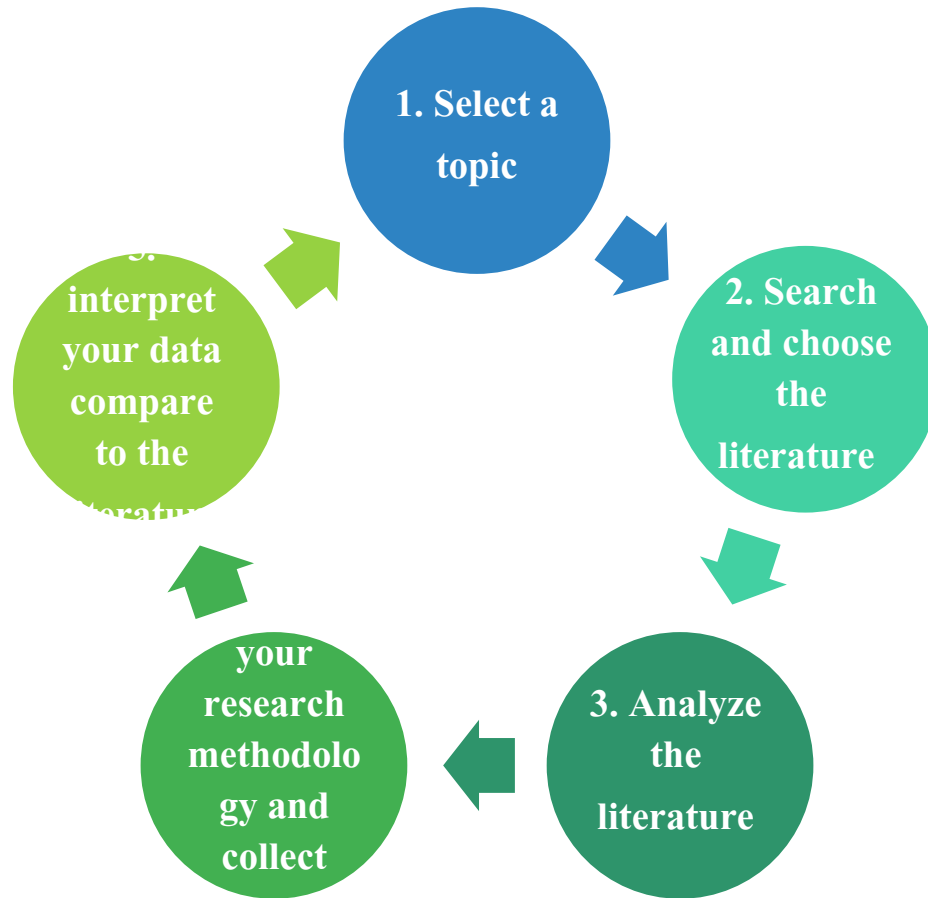 1. Select a
topic
2. Search
and choose
the
literature
3. Analyze
the
literature
your
research
methodolo
gy and
collect
interpret
your data
compare
to the